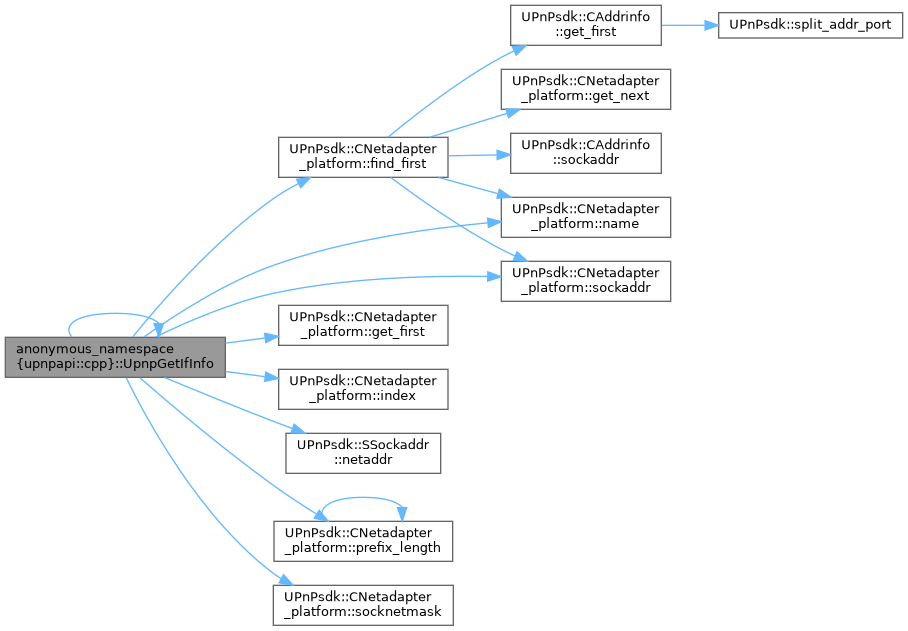 UPnPsdk::CAddrinfo
::get_first
UPnPsdk::split_addr_port
UPnPsdk::CNetadapter
_platform::get_next
UPnPsdk::CNetadapter
_platform::find_first
UPnPsdk::CAddrinfo
::sockaddr
UPnPsdk::CNetadapter
_platform::name
UPnPsdk::CNetadapter
_platform::sockaddr
UPnPsdk::CNetadapter
_platform::get_first
anonymous_namespace
{upnpapi::cpp}::UpnpGetIfInfo
UPnPsdk::CNetadapter
_platform::index
UPnPsdk::SSockaddr
::netaddr
UPnPsdk::CNetadapter
_platform::prefix_length
UPnPsdk::CNetadapter
_platform::socknetmask